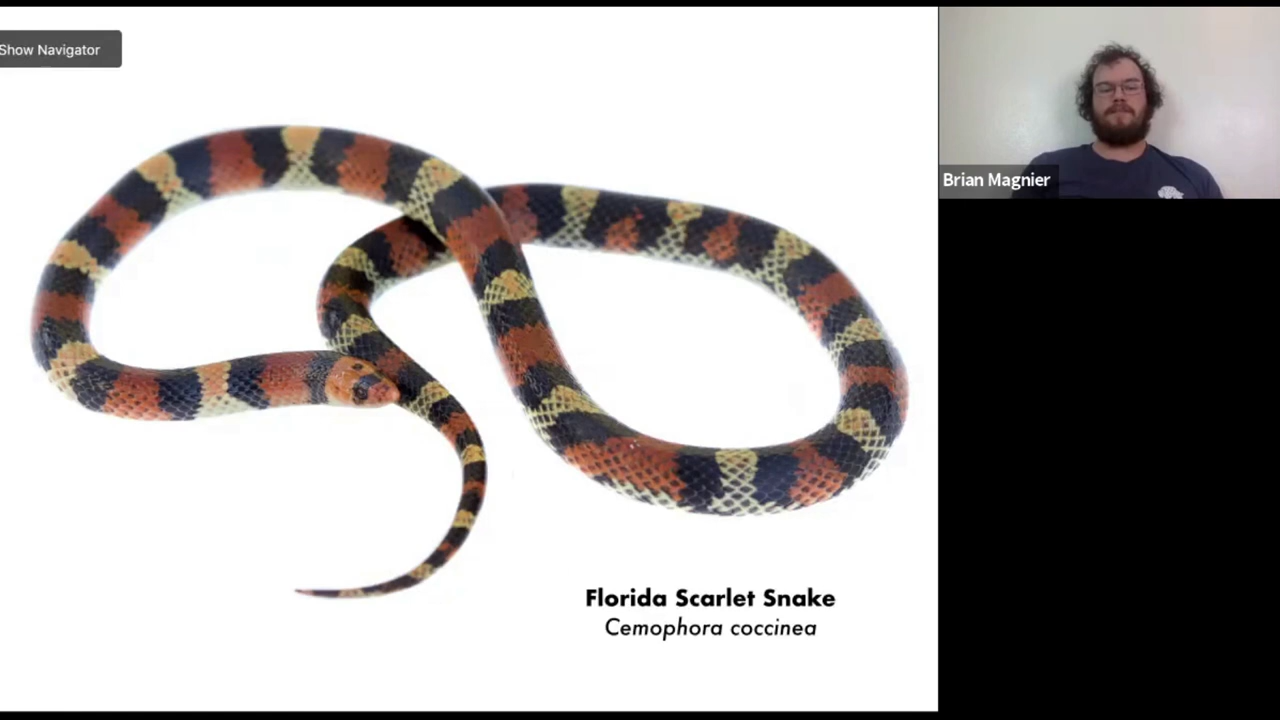 Show Navigator
Brian Magnier
Florida Scarlet Snake
Cemophora coccinea